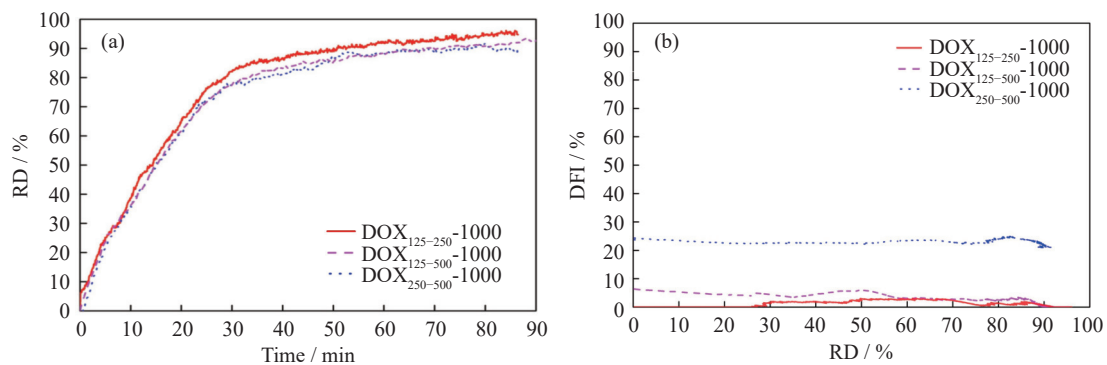 100
90
80
70
60
50
40
30
20
10
0
RD / %
(a)
DOX125−250-1000
DOX125−500-1000
DOX250−500-1000
0 10 20 30 40 50 60 70 80 90
Time / min
100
90
80
70
60
50
40
30
20
10
0
DFI / %
(b)
DOX125−250-1000
DOX125−500-1000
DOX250−500-1000
0 10 20 30 40 50 60 70 80 90 100
RD / %